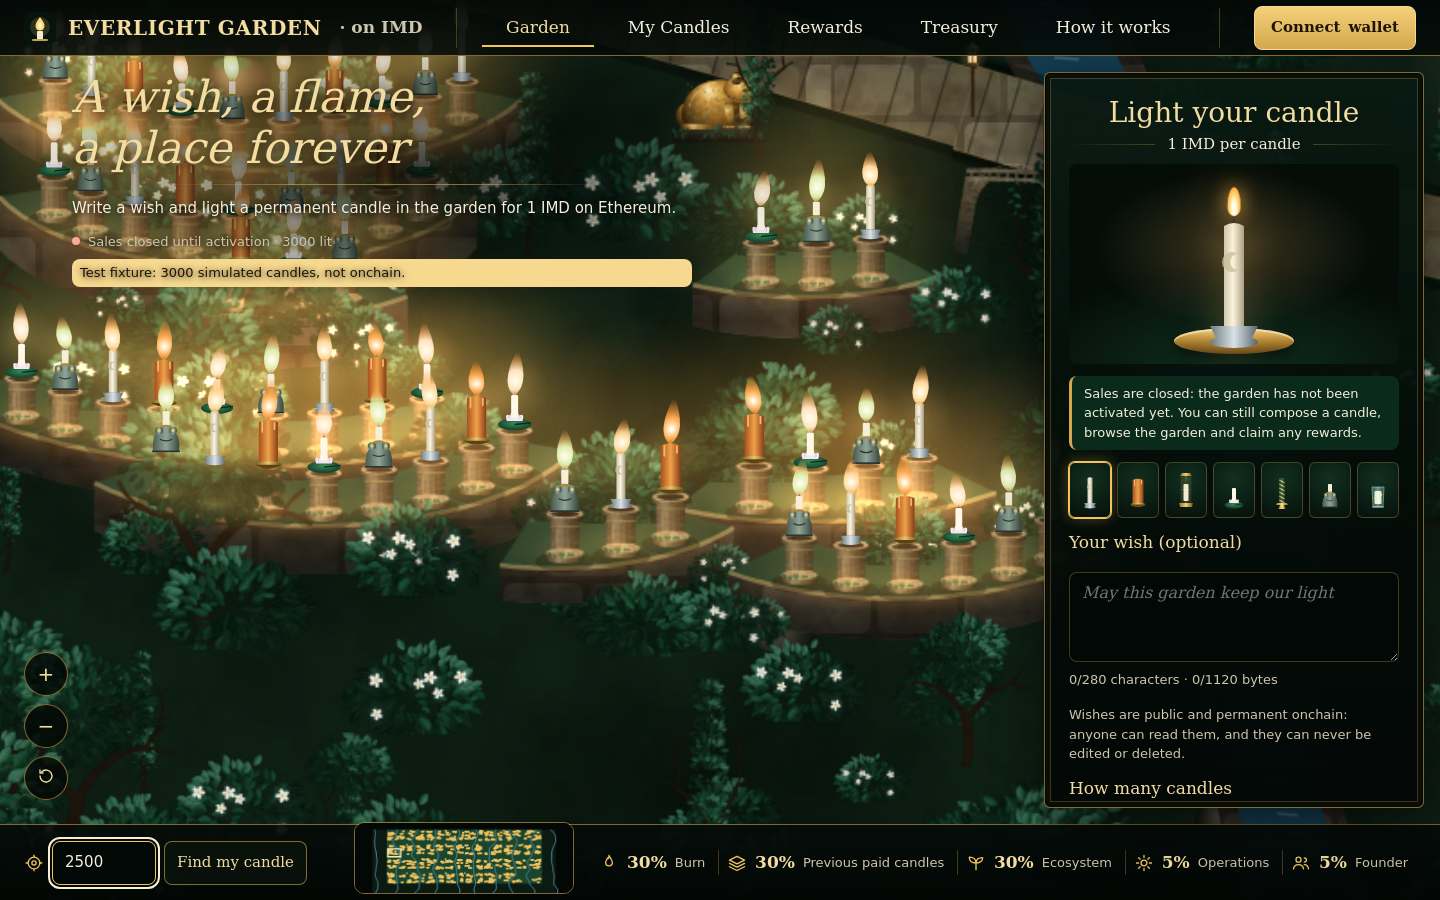 EVERLIGHT GARDEN · on IMD
Garden
My Candles
Rewards
Treasury
How it works
Connect wallet
A wish, a flame,
a place forever
Write a wish and light a permanent candle in the garden for 1 IMD on Ethereum.
Sales closed until activation · 3000 lit
Test fixture: 3000 simulated candles, not onchain.
Light your candle
1 IMD per candle
Sales are closed: the garden has not been
activated yet. You can still compose a candle,
browse the garden and claim any rewards.
Your wish (optional)
May this garden keep our light
0/280 characters · 0/1120 bytes
Wishes are public and permanent onchain:
anyone can read them, and they can never be
edited or deleted.
How many candles
2500
Find my candle
30% Burn
30% Previous paid candles
30% Ecosystem
5% Operations
5% Founder